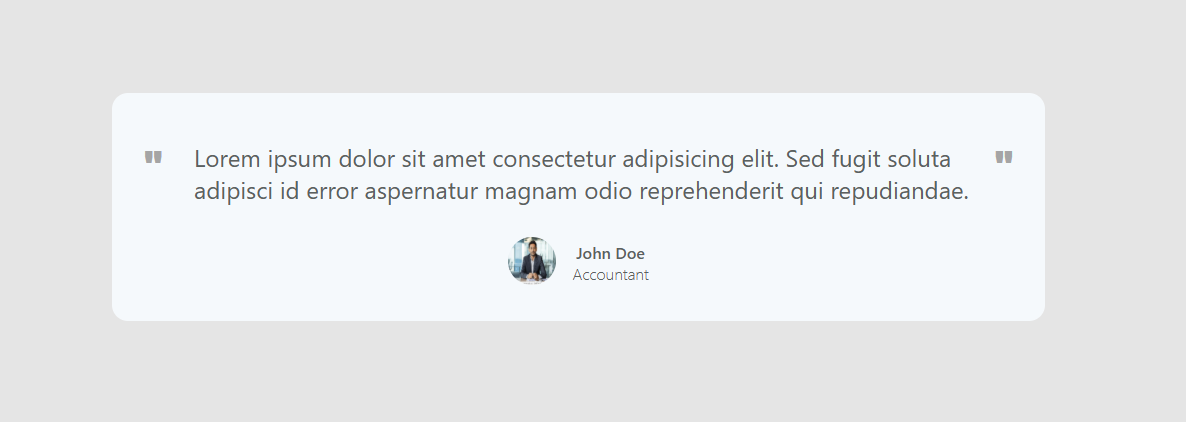 " Lorem ipsum dolor sit amet consectetur adipisicing elit. Sed fugit soluta "
adipisci id error aspernatur magnam odio reprehenderit qui repudiandae.
John Doe
Accountant